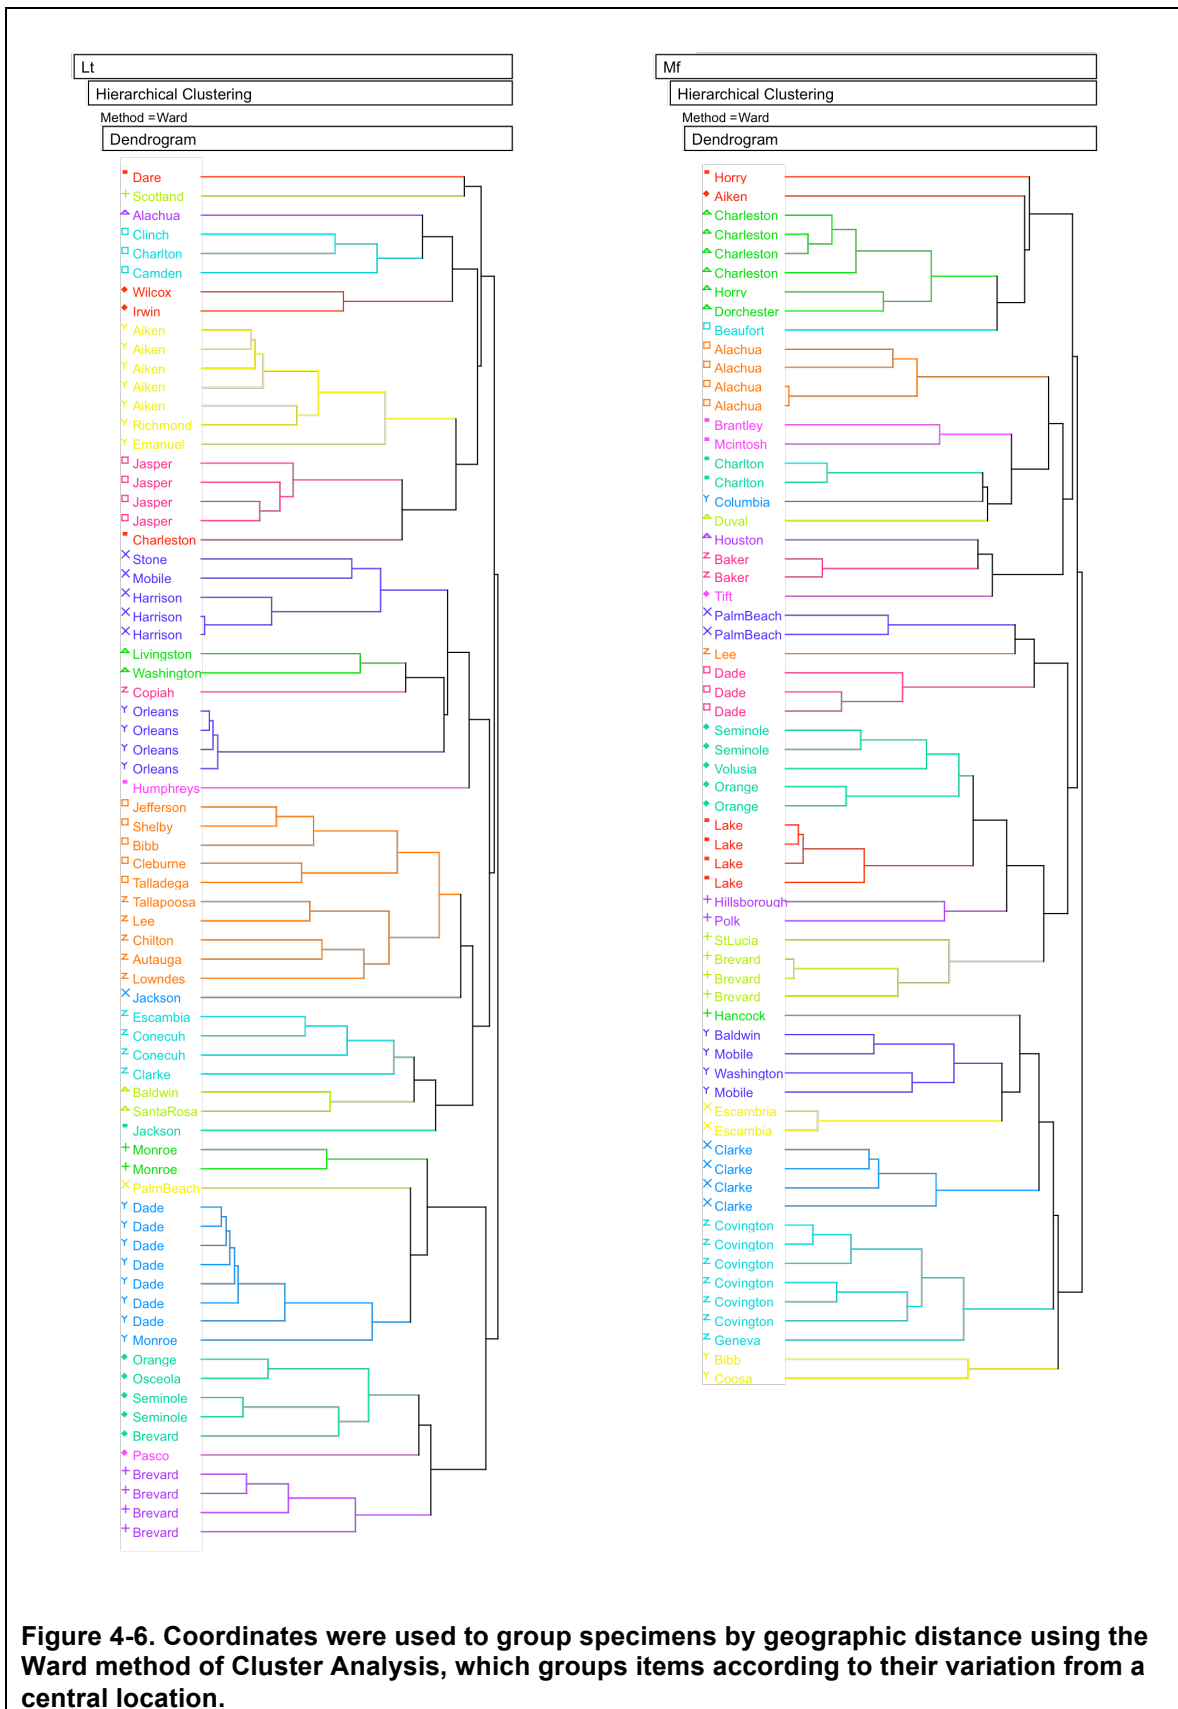 Lt
Hierarchical Clustering
Method =Ward
Dendrogram
Dare
Scotland
Alachua
Clinch
Charlton
Camden
Wilcox
Irwin
Aiken
Aiken
Aiken
Aiken
Aiken
Richmond
Emanuel
Jasper
Jasper
Jasper
Jasper
Charleston
Stone
Mobile
Harrison
Harrison
Harrison
Livingston
Washington
Copiah
Orleans
Orleans
Orleans
Orleans
Humphreys
Jefferson
Shelby
Bibb
Cleburne
Talladega
Tallapoosa
Lee
Chilton
Autauga
Lowndes
Jackson
Escambia
Conecuh
Conecuh
Clarke
Baldwin
SantaRosa
Jackson
Monroe
Monroe
PalmBeach
Dade
Dade
Dade
Dade
Dade
Dade
Dade
Monroe
Orange
Osceola
Seminole
Seminole
Brevard
Pasco
Brevard
Brevard
Brevard
Brevard
Mf
Hierarchical Clustering
Method =Ward
Dendrogram
Horry
Aiken
Charleston
Charleston
Charleston
Charleston
Horry
Dorchester
Beaufort
Alachua
Alachua
Alachua
Alachua
Brantley
Mcintosh
Charlton
Charlton
Columbia
Duval
Houston
Baker
Baker
Tift
PalmBeach
PalmBeach
Lee
Dade
Dade
Dade
Seminole
Seminole
Volusia
Orange
Orange
Lake
Lake
Lake
Lake
Hillsborough
Polk
StLucia
Brevard
Brevard
Brevard
Hancock
Baldwin
Mobile
Washington
Mobile
Escambria
Escambia
Clarke
Clarke
Clarke
Clarke
Covington
Covington
Covington
Covington
Covington
Covington
Geneva
Bibb
Coosa
Figure 4-6. Coordinates were used to group specimens by geographic distance using the
Ward method of Cluster Analysis, which groups items according to their variation from a
central location.